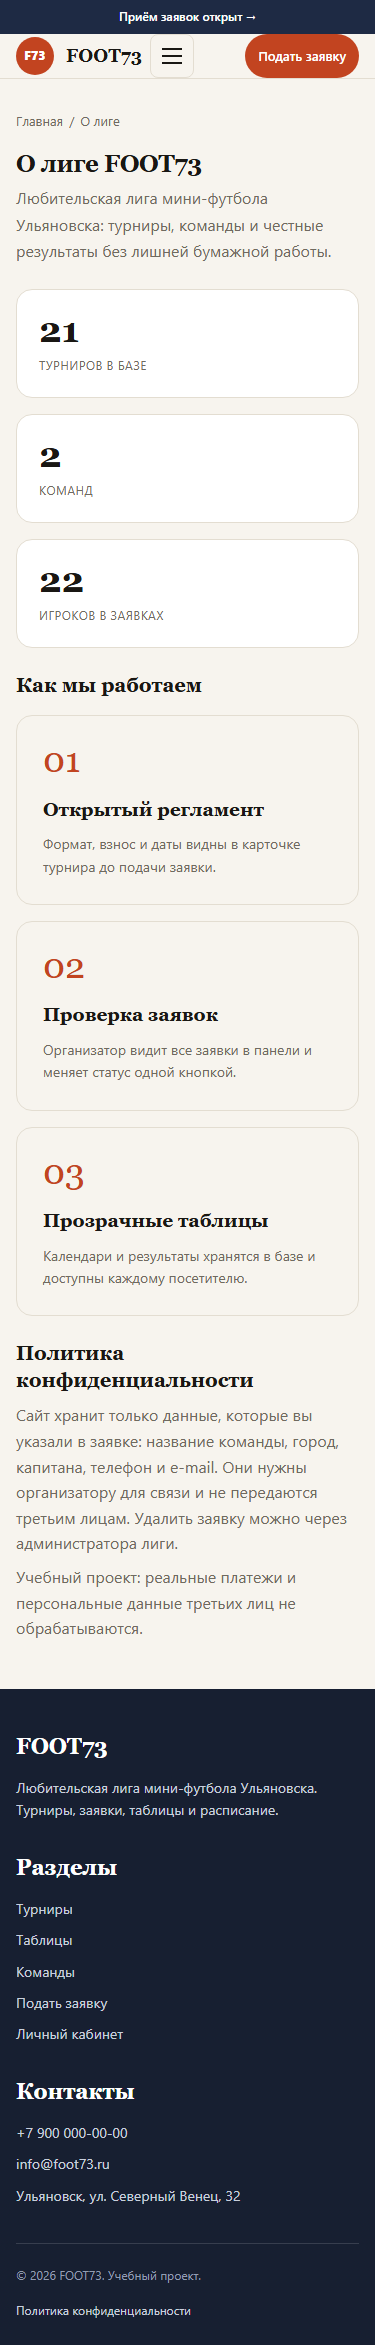 Приём заявок открыт →
F73 FOOT73 Подать заявку
Главная / О лиге
О лиге FOOT73
Любительская лига мини-футбола
Ульяновска: турниры, команды и честные
результаты без лишней бумажной работы.
21
ТУРНИРОВ В БАЗЕ
2
КОМАНД
22
ИГРОКОВ В ЗАЯВКАХ
Как мы работаем
01
Открытый регламент
Формат, взнос и даты видны в карточке
турнира до подачи заявки.
02
Проверка заявок
Организатор видит все заявки в панели и
меняет статус одной кнопкой.
03
Прозрачные таблицы
Календари и результаты хранятся в базе и
доступны каждому посетителю.
Политика
конфиденциальности
Сайт хранит только данные, которые вы
указали в заявке: название команды, город,
капитана, телефон и e-mail. Они нужны
организатору для связи и не передаются
третьим лицам. Удалить заявку можно через
администратора лиги.
Учебный проект: реальные платежи и
персональные данные третьих лиц не
обрабатываются.
FOOT73
Любительская лига мини-футбола Ульяновска.
Турниры, заявки, таблицы и расписание.
Разделы
Турниры
Таблицы
Команды
Подать заявку
Личный кабинет
Контакты
+7 900 000-00-00
info@foot73.ru
Ульяновск, ул. Северный Венец, 32
© 2026 FOOT73. Учебный проект.
Политика конфиденциальности